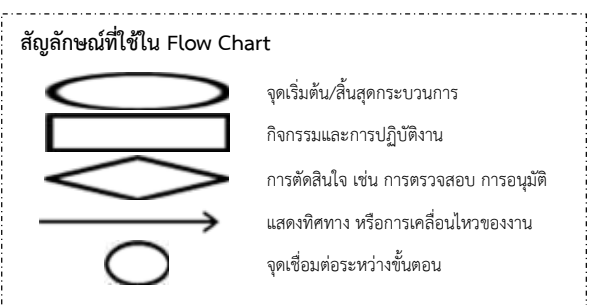 สัญลักษณ์ที่ใช้ใน Flow Chart
จุดเริ่มต้น/สิ้นสุดกระบวนการ
กิจกรรมและการปฏิบัติงาน
การตัดสินใจ เช่น การตรวจสอบ การอนุมัติ
แสดงทิศทาง หรือการเคลื่อนไหวของงาน
จุดเชื่อมต่อระหว่างขั้นตอน